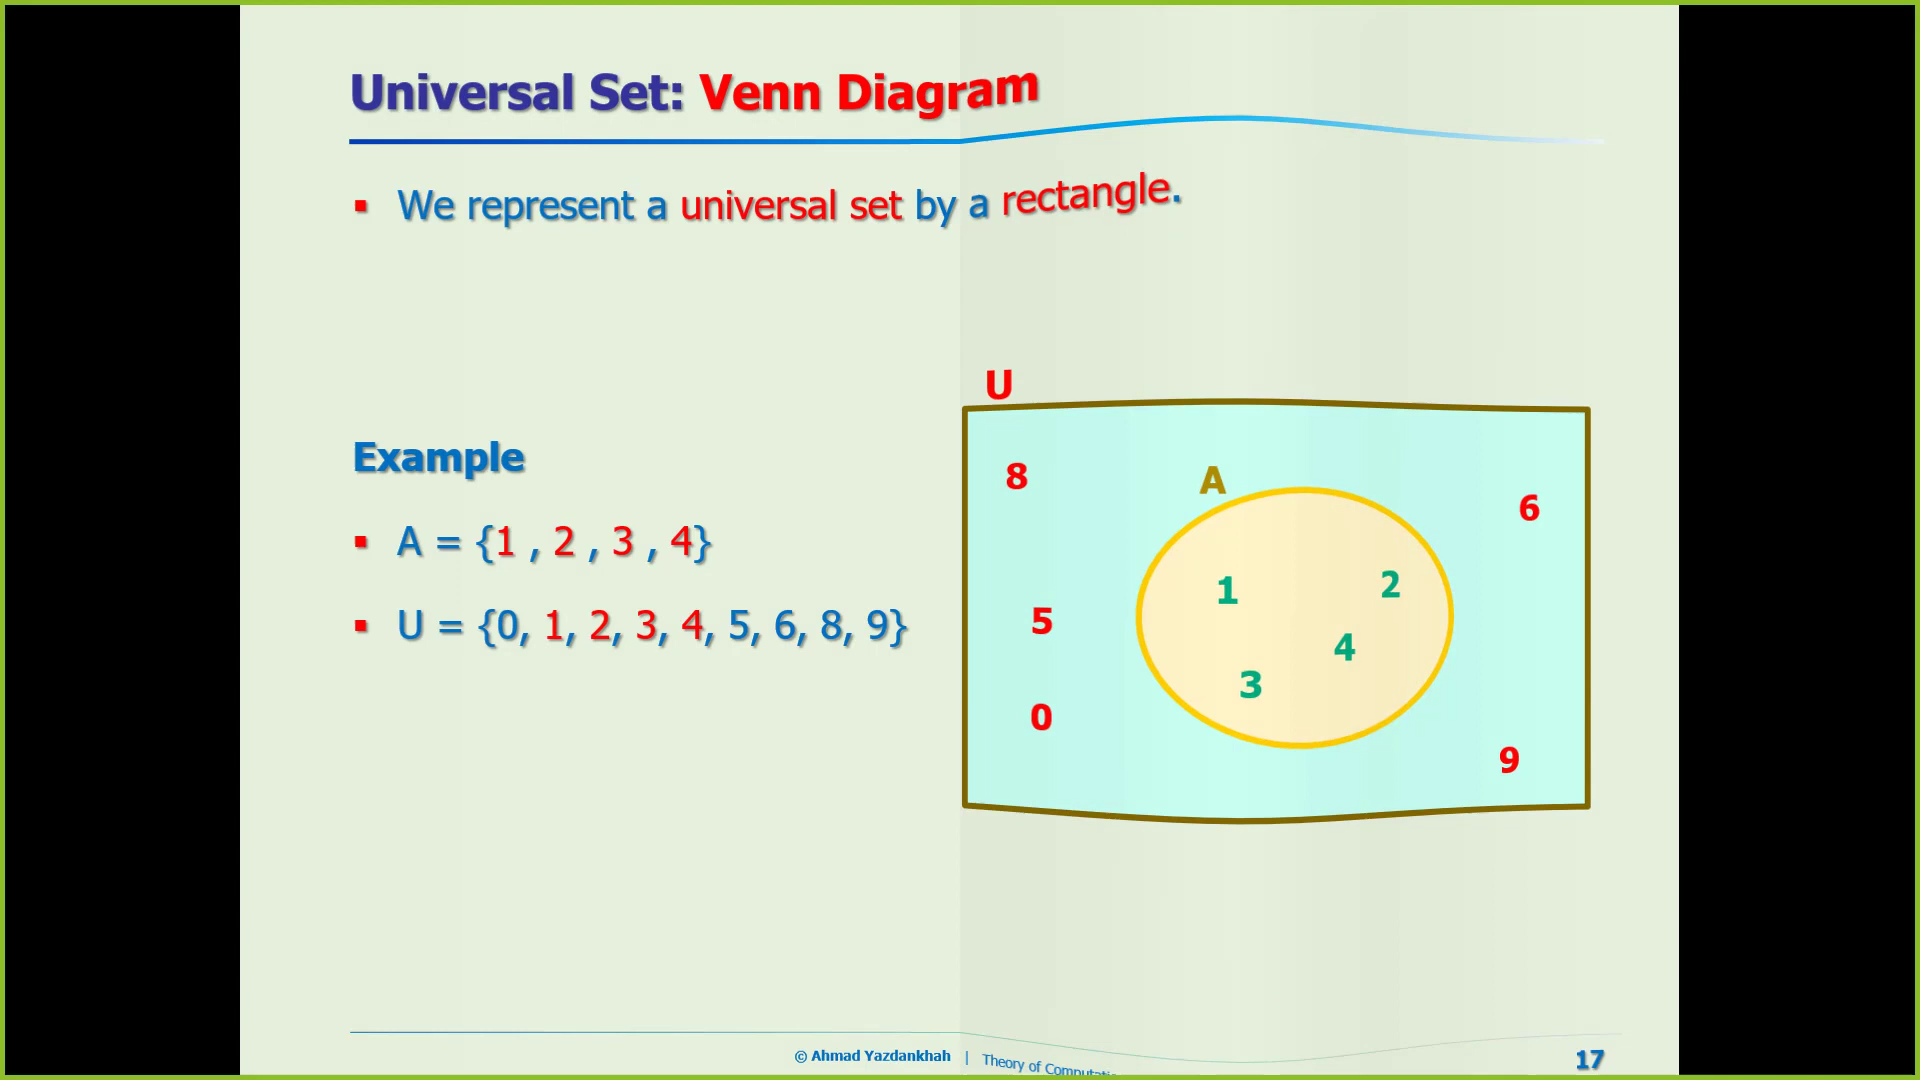 Universal Set: Venn Diagram
▪ We represent a universal set by a rectangle.
U
8
A
6
Example
▪ A = {1 , 2 , 3 , 4}
1
2
5
▪ U = {0, 1, 2, 3, 4, 5, 6, 8, 9}
4
3
0
9
© Ahmad Yazdankhah | Theory of
17